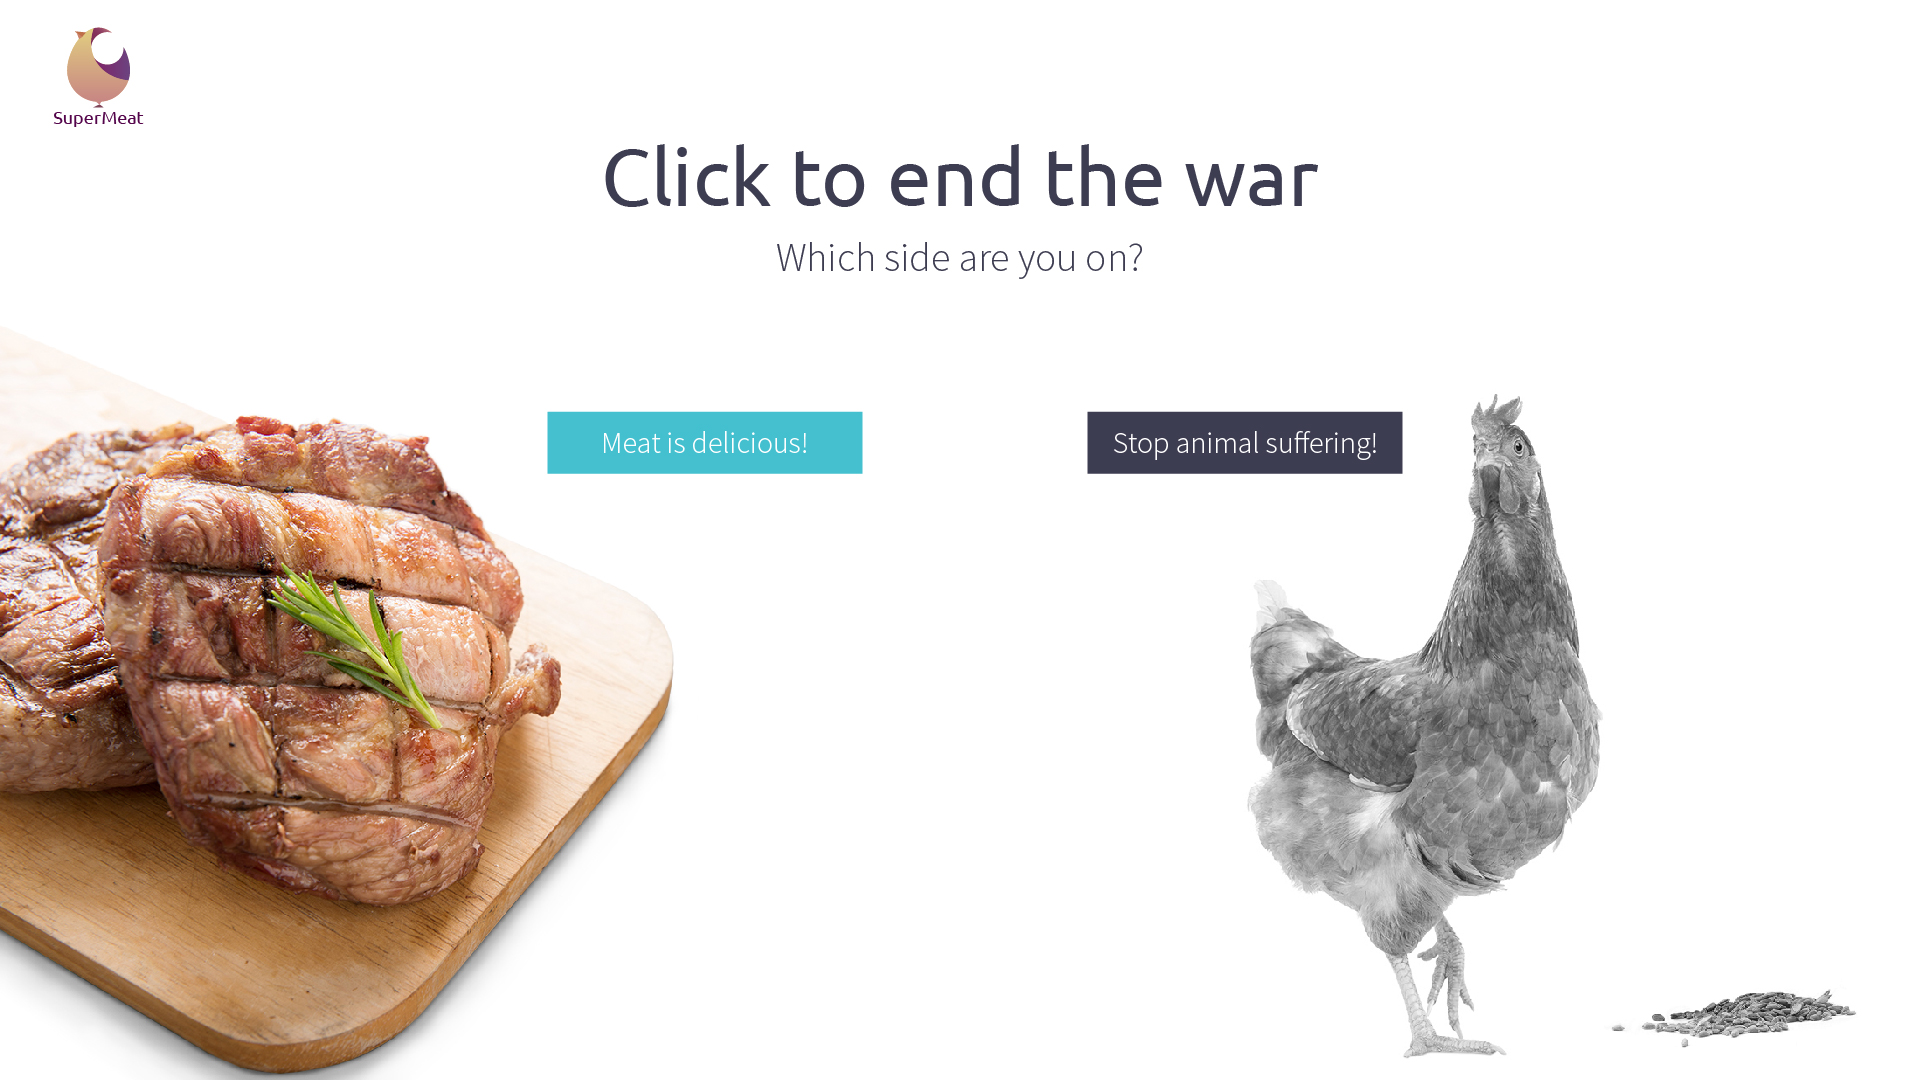 SuperMeat
Click to end the war
Which side are you on?
Meat is delicious!
Stop animal suffering!